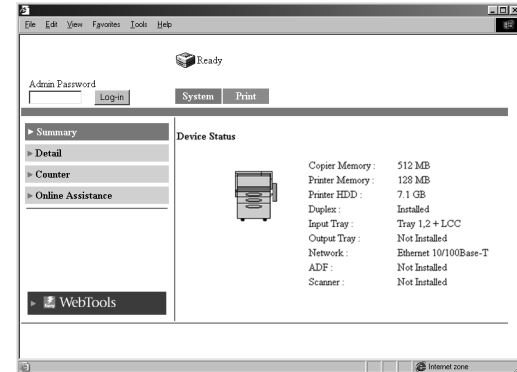 File Edit View Favorites Tools Help
Ready
Admin Password
Log-in
System Print
Summary
Device Status
Detail
Counter
Online Assistance
Copier Memory : 512 MB
Printer Memory : 128 MB
Printer HDD : 7.1 GB
Duplex : Installed
Input Tray : Tray 1,2 + LCC
Output Tray : Not Installed
Network : Ethernet 10/100Base-T
ADF : Not Installed
Scanner : Not Installed
WebTools
Internet zone